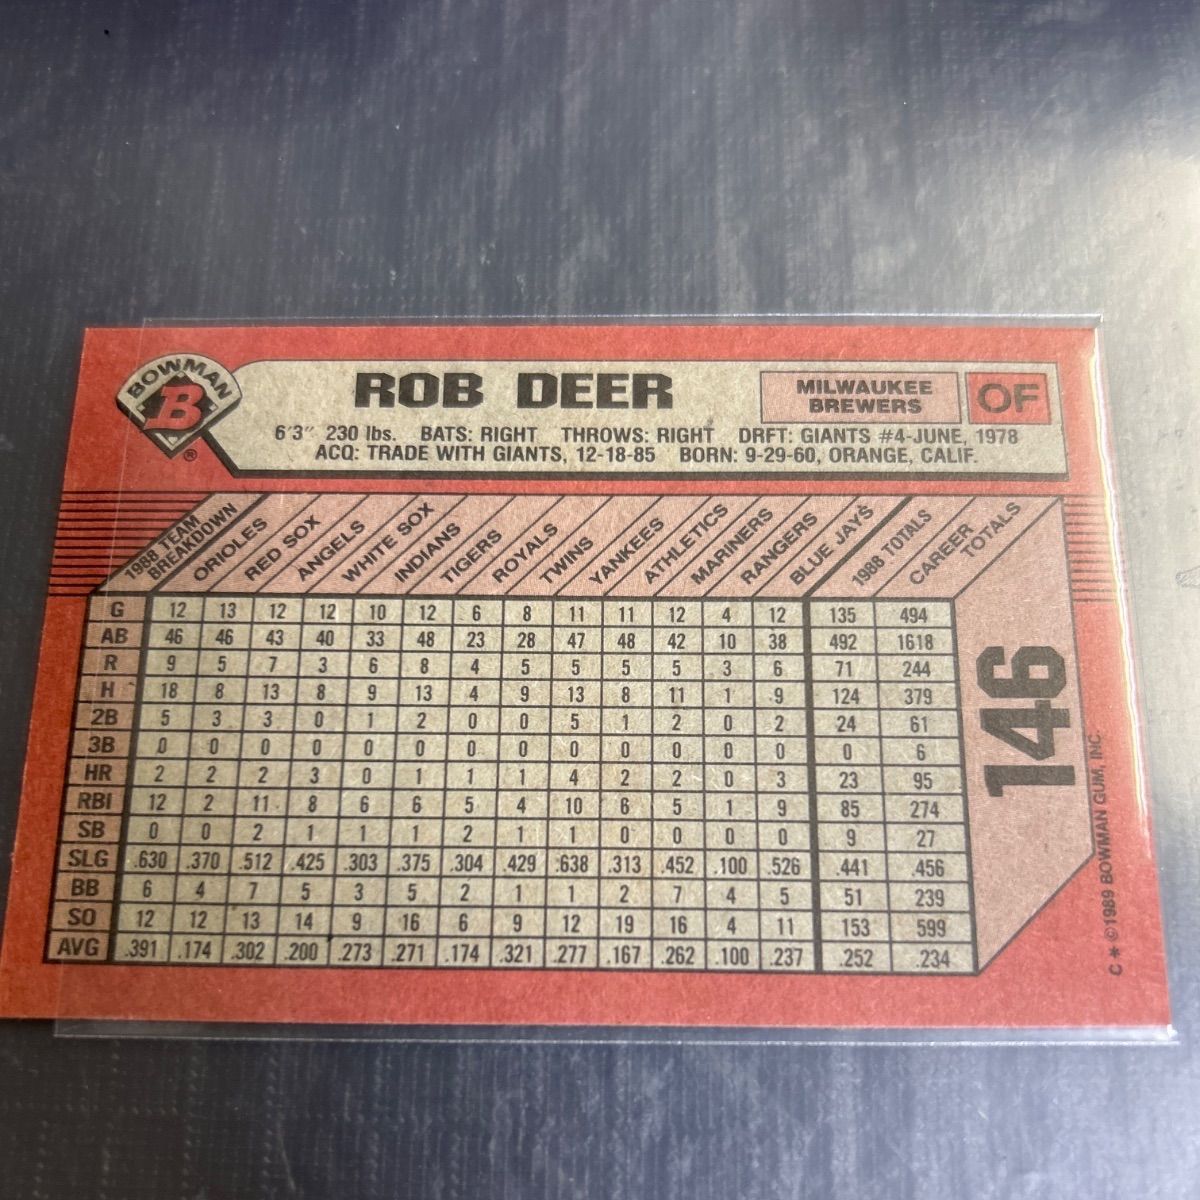 BOWMAN
B
®
ROB DEER
MILWAUKEE
BREWERS
OF
6'3" 230 lbs. BATS: RIGHT THROWS: RIGHT DRFT: GIANTS #4-JUNE, 1978
ACQ: TRADE WITH GIANTS, 12-18-85 BORN: 9-29-60, ORANGE, CALIF.
1988 TEAM BREAKDOWN ORIOLES RED SOX ANGELS WHITE SOX INDIANS TIGERS ROYALS TWINS YANKEES ATHLETICS MARINERS RANGERS BLUE JAYS 1988 TOTALS CAREER TOTALS
G 12 13 12 12 10 12 6 8 11 11 12 4 12 135 494
AB 46 46 43 40 33 48 23 28 47 48 42 10 38 492 1618
R 9 5 7 3 6 8 4 5 5 5 5 3 6 71 244
H 18 8 13 8 9 13 4 9 13 8 11 1 9 124 379
2B 5 3 3 0 1 2 0 0 5 1 2 0 2 24 61
3B 0 0 0 0 0 0 0 0 0 0 0 0 0 0 6
HR 2 2 2 3 0 1 1 1 4 2 2 0 3 23 95
RBI 12 2 11 8 6 6 5 4 10 6 5 1 9 85 274
SB 0 0 2 1 1 1 2 1 1 0 0 0 0 9 27
SLG .630 .370 .512 .425 .303 .375 .304 .429 .638 .313 .452 .100 .526 .441 .456
BB 6 4 7 5 3 5 2 1 1 2 7 4 5 51 239
SO 12 12 13 14 9 16 6 9 12 19 16 4 11 153 599
AVG .391 .174 .302 .200 .273 .271 .174 .321 .277 .167 .262 .100 .237 .252 .234
146
C * ©1989 BOWMAN GUM, INC.